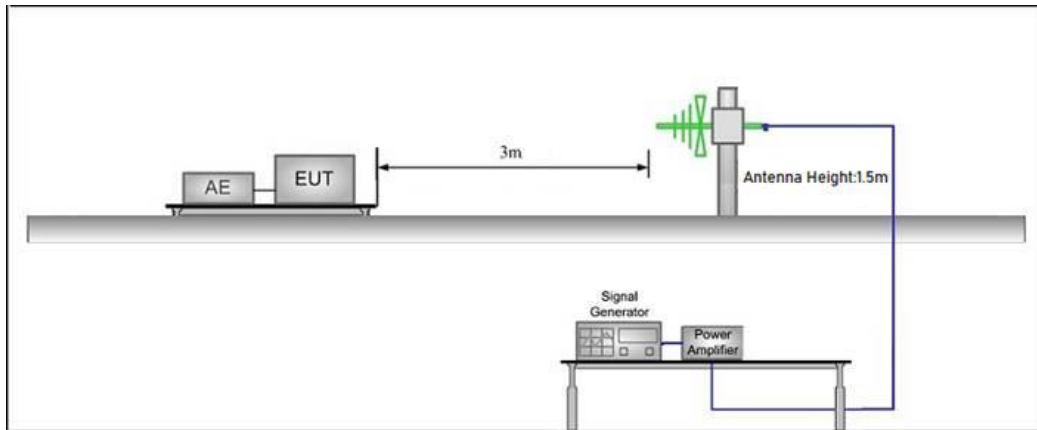 3m
AE
EUT
Antenna Height:1.5m
Signal
Generator
Power
Amplifier